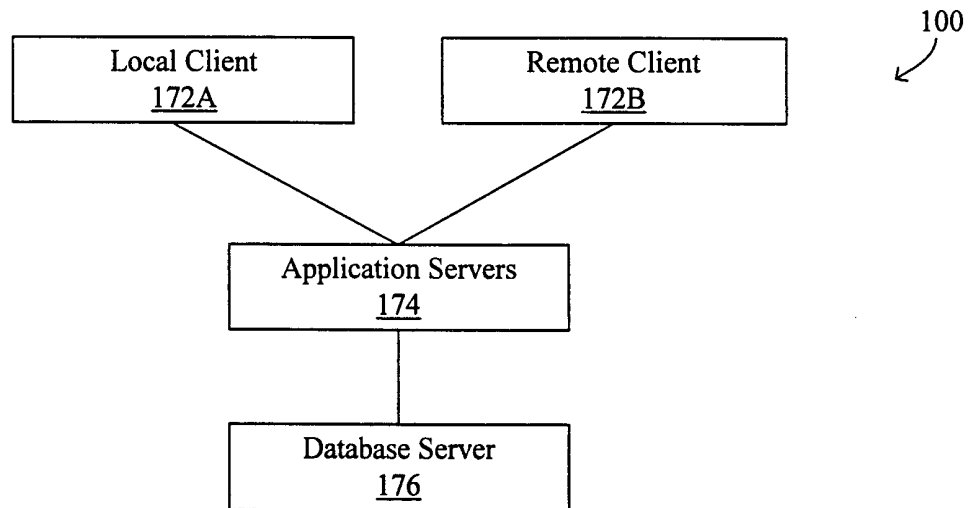 100
Local Client
172A
Remote Client
172B
Application Servers
174
Database Server
176